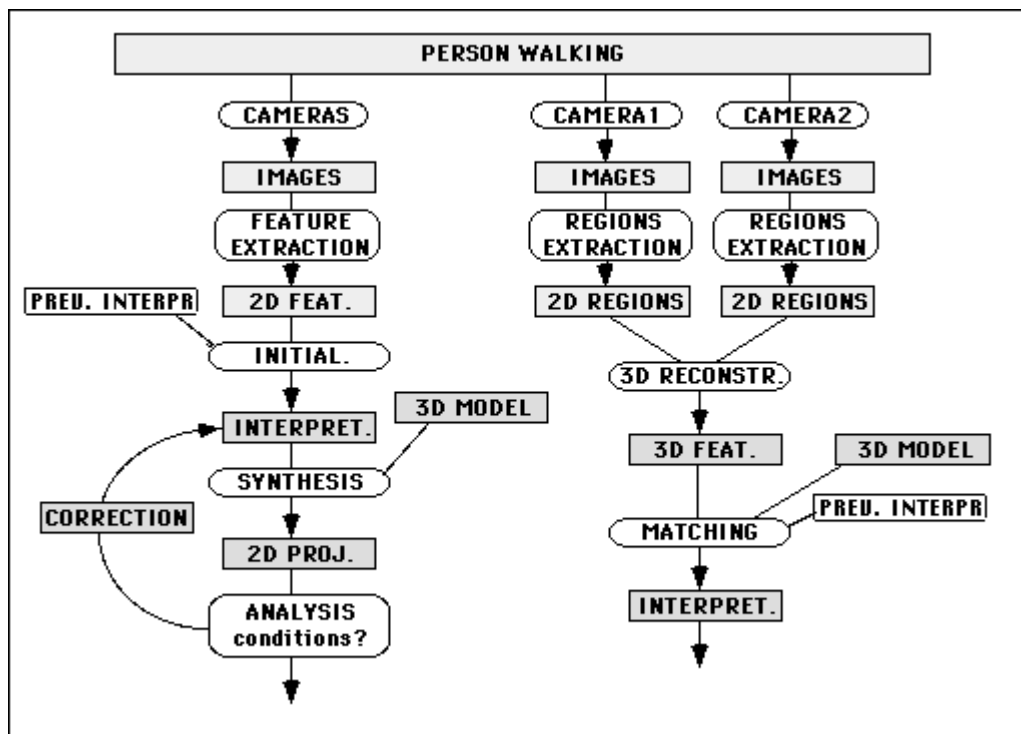 PERSON WALKING
CAMERAS
CAMERA1
CAMERA2
IMAGES
IMAGES
IMAGES
FEATURE
EXTRACTION
REGIONS
EXTRACTION
REGIONS
EXTRACTION
PREV. INTERPR
2D FEAT.
2D REGIONS
2D REGIONS
INITIAL.
3D RECONSTR.
3D MODEL
INTERPRET.
3D FEAT.
3D MODEL
SYNTHESIS
CORRECTION
PREV. INTERPR
MATCHING
2D PROJ.
INTERPRET.
ANALYSIS
conditions?